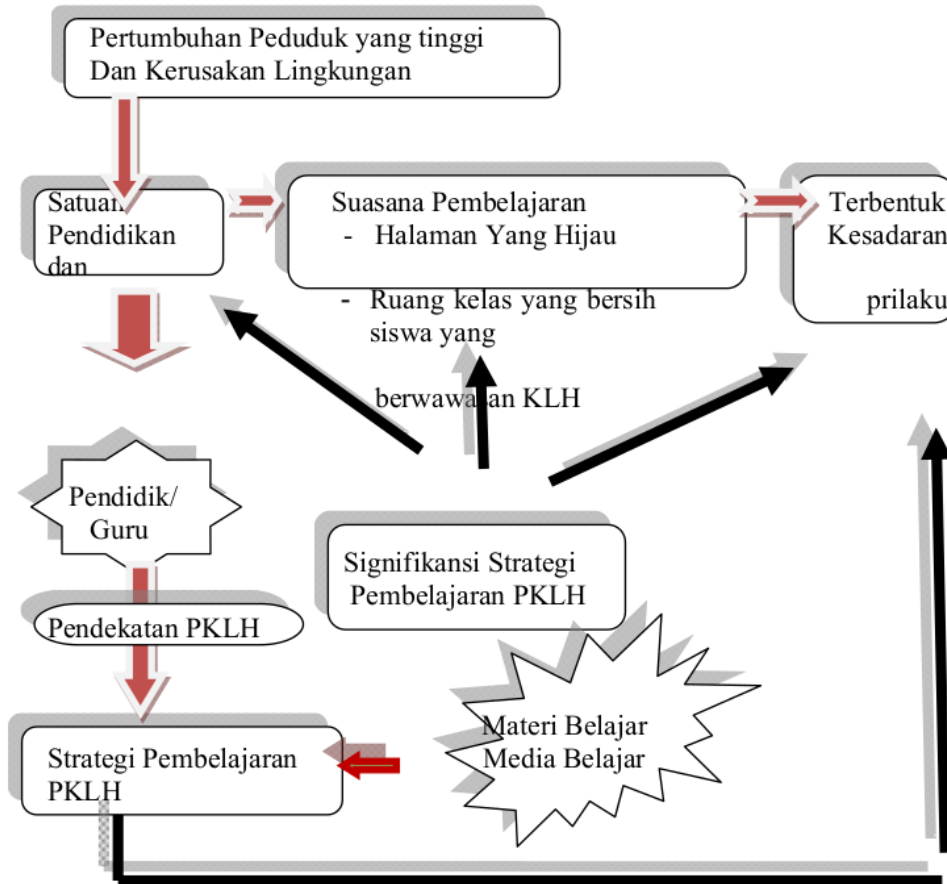 Pertumbuhan Peduduk yang tinggi
Dan Kerusakan Lingkungan
Satuan
Pendidikan
dan
Suasana Pembelajaran
- Halaman Yang Hijau
- Ruang kelas yang bersih
siswa yang
berwawasan KLH
Terbentuk
Kesadaran
prilaku
Pendidik/
Guru
Signifikansi Strategi
Pembelajaran PKLH
Pendekatan PKLH
Materi Belajar
Media Belajar
Strategi Pembelajaran
PKLH